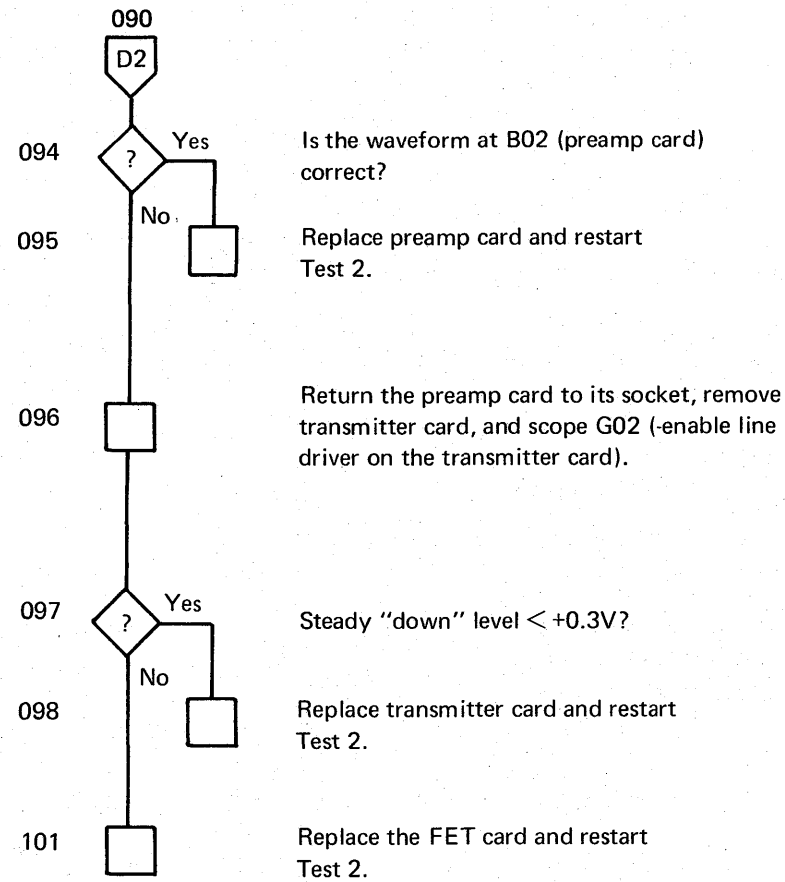 090
D2
094
?
Yes
Is the waveform at B02 (preamp card)
correct?
No
095
Replace preamp card and restart
Test 2.
096
Return the preamp card to its socket, remove
transmitter card, and scope G02 (-enable line
driver on the transmitter card).
097
?
Yes
Steady "down" level < +0.3V?
No
098
Replace transmitter card and restart
Test 2.
101
Replace the FET card and restart
Test 2.